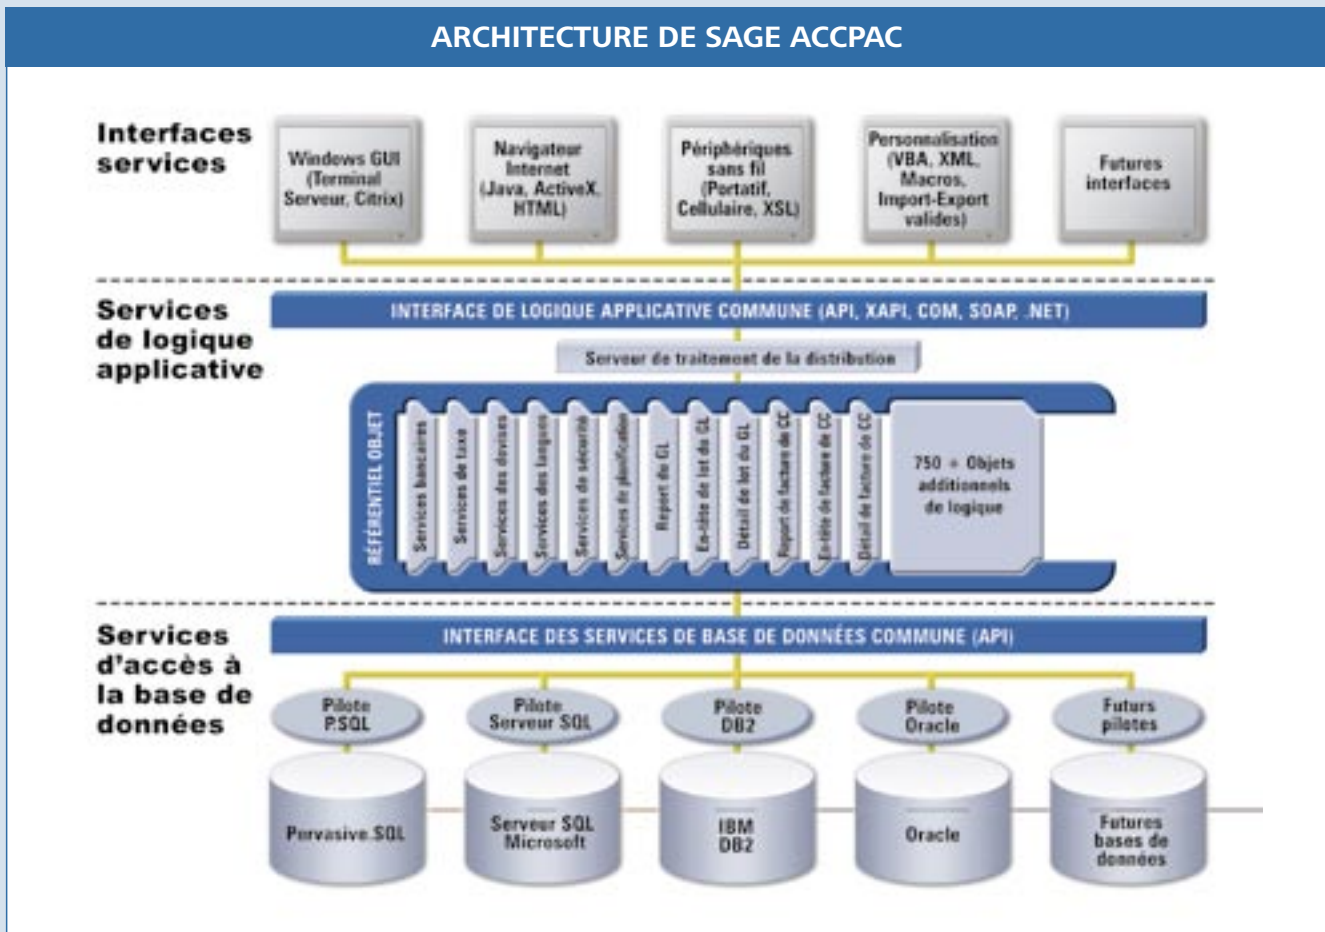 ARCHITECTURE DE SAGE ACCPAC
Interfaces
services
Windows GUI
(Terminal
Serveur, Citrix)
Navigateur
Internet
(Java, ActiveX,
HTML)
Périphériques
sans fil
(Portatif,
Cellulaire, XSL)
Personnalisation
(VBA, XML,
Macros,
Import-Export
valides)
Futures
interfaces
Services
de logique
applicative
INTERFACE DE LOGIQUE APPLICATIVE COMMUNE (API, XAPI, COM, SOAP, .NET)
Serveur de traitement de la distribution
RÉFÉRENTIEL OBJET
Services bancaires
Services de taxe
Services des devises
Services des langues
Services de sécurité
Services de planification
Report du GL
En-tête de lot du GL
Détail de lot du GL
Report de facture de CC
En-tête de facture de CC
Détail de facture de CC
750 + Objets
additionnels
de logique
Services
d'accès à
la base de
données
INTERFACE DES SERVICES DE BASE DE DONNÉES COMMUNE (API)
Pilote
P.SQL
Pilote
Serveur SQL
Pilote
DB2
Pilote
Oracle
Futurs
pilotes
Pervasive.SQL
Serveur SQL
Microsoft
IBM
DB2
Oracle
Futures
bases de
données